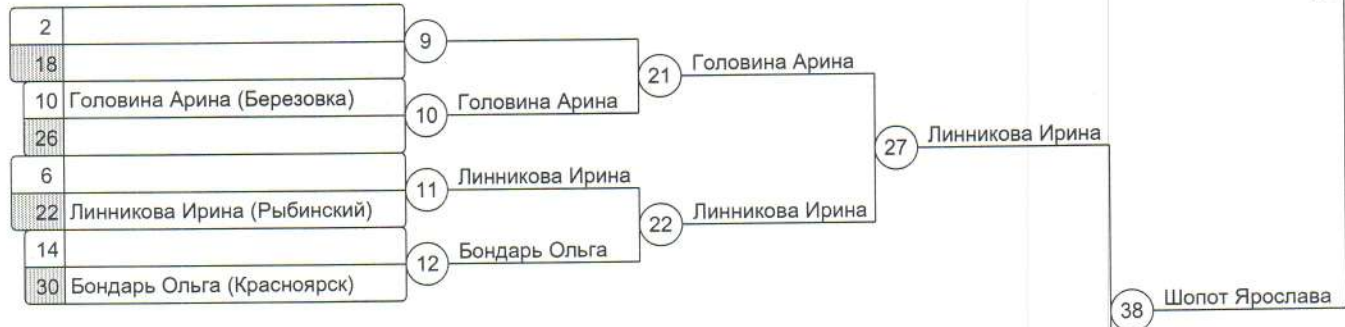 2
9
18
21 Головина Арина
10 Головина Арина (Березовка)
10 Головина Арина
26
27 Линникова Ирина
6
11 Линникова Ирина
22 Линникова Ирина (Рыбинский)
22 Линникова Ирина
14
12 Бондарь Ольга
30 Бондарь Ольга (Красноярск)
38 Шопот Ярослава